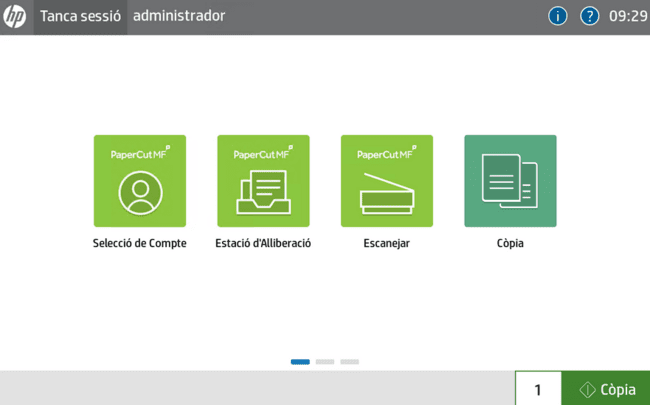 hp Tanca sessió administrador i ? 09:29
PaperCut MF PaperCut MF PaperCut MF
Selecció de Compte Estació d'Alliberació Escanejar Còpia
1 Còpia